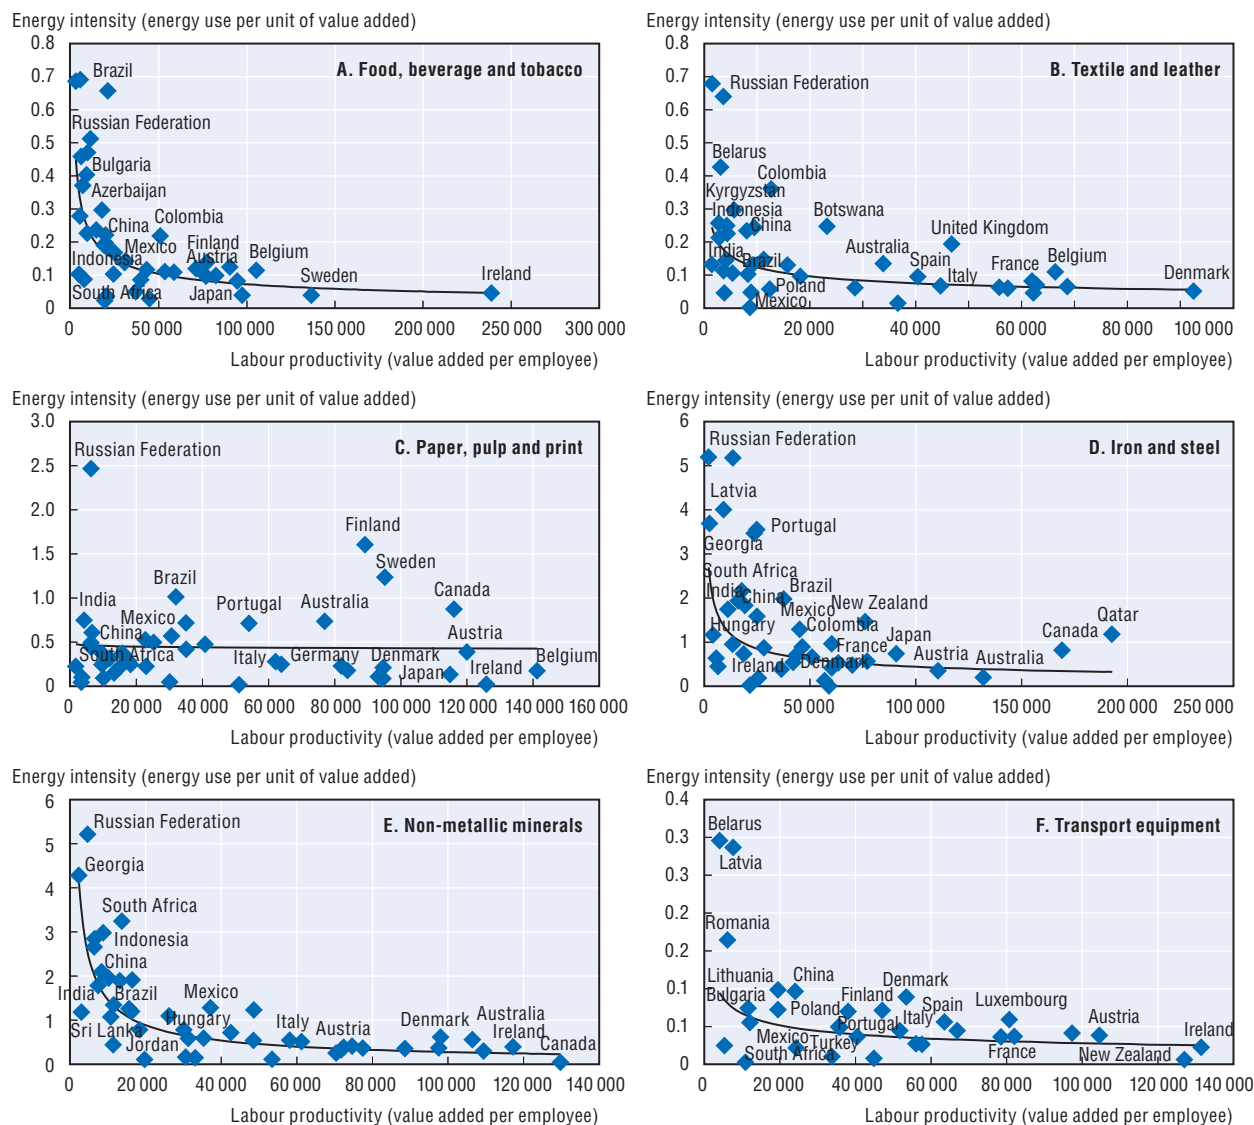 Energy intensity (energy use per unit of value added)
0.8
0.7
0.6
0.5
0.4
0.3
0.2
0.1
0
A. Food, beverage and tobacco
Brazil
Russian Federation
Bulgaria
Azerbaijan
China
Colombia
Mexico
Finland
Indonesia
Austria
Belgium
Sweden
Ireland
South Africa
Japan
0
50 000
100 000
150 000
200 000
250 000
300 000
Labour productivity (value added per employee)
Energy intensity (energy use per unit of value added)
0.8
0.7
0.6
0.5
0.4
0.3
0.2
0.1
0
B. Textile and leather
Russian Federation
Belarus
Colombia
Kyrgyzstan
Indonesia
China
Botswana
United Kingdom
India
Brazil
Australia
Spain
Italy
France
Belgium
Denmark
Poland
Mexico
0
20 000
40 000
60 000
80 000
100 000
Labour productivity (value added per employee)
Energy intensity (energy use per unit of value added)
3.0
2.5
2.0
1.5
1.0
0.5
0
C. Paper, pulp and print
Russian Federation
Finland
Sweden
Brazil
Canada
India
Mexico
Portugal
Australia
China
Austria
South Africa
Italy
Germany
Denmark
Belgium
Japan
Ireland
0
20 000
40 000
60 000
80 000
100 000
120 000
140 000
160 000
Labour productivity (value added per employee)
Energy intensity (energy use per unit of value added)
6
5
4
3
2
1
0
D. Iron and steel
Russian Federation
Latvia
Portugal
Georgia
South Africa
India
China
Brazil
Mexico
New Zealand
Hungary
Colombia
Qatar
France
Japan
Canada
Ireland
Denmark
Austria
Australia
0
50 000
100 000
150 000
200 000
250 000
Labour productivity (value added per employee)
Energy intensity (energy use per unit of value added)
6
5
4
3
2
1
0
E. Non-metallic minerals
Russian Federation
Georgia
South Africa
Indonesia
China
India
Brazil
Mexico
Sri Lanka
Hungary
Italy
Austria
Denmark
Australia
Ireland
Jordan
Canada
0
20 000
40 000
60 000
80 000
100 000
120 000
140 000
Labour productivity (value added per employee)
Energy intensity (energy use per unit of value added)
0.4
0.3
0.3
0.2
0.2
0.1
0.1
0
F. Transport equipment
Belarus
Latvia
Romania
Lithuania
China
Denmark
Bulgaria
Poland
Finland
Spain
Luxembourg
Portugal
Italy
Mexico
Turkey
Ireland
South Africa
France
New Zealand
0
20 000
40 000
60 000
80 000
100 000
120 000
140 000
Labour productivity (value added per employee)